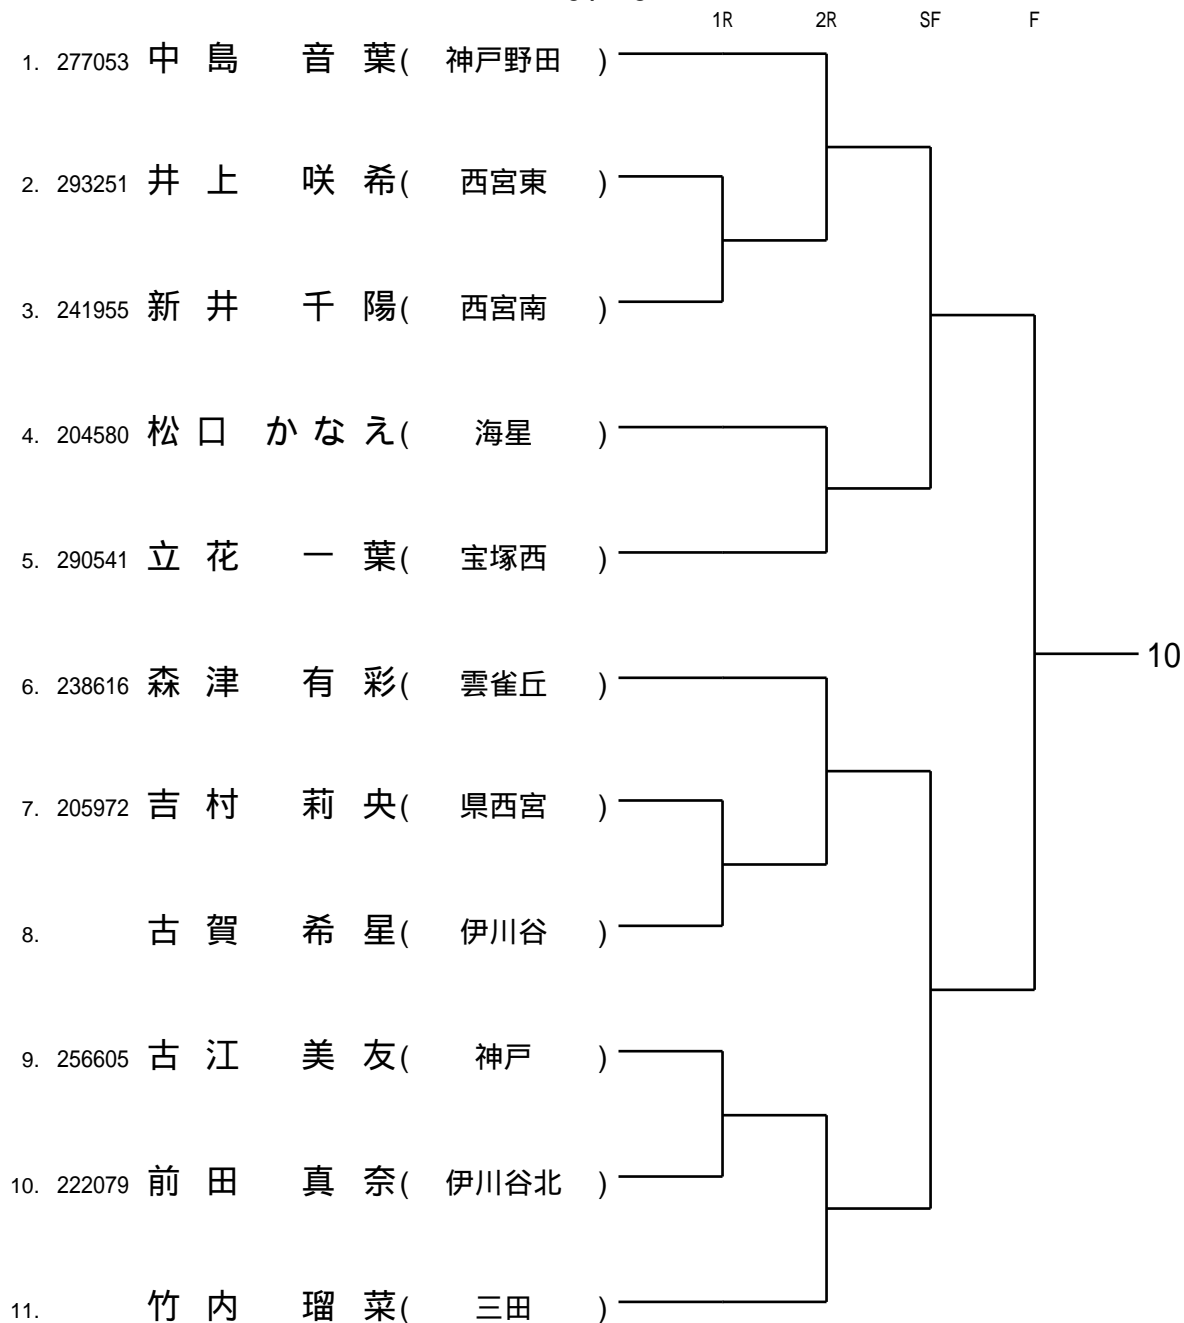 1R 2R SF F
1. 277053 中島 音葉( 神戸野田 )
2. 293251 井上 咲希( 西宮東 )
3. 241955 新井 千陽( 西宮南 )
4. 204580 松口 かなえ( 海星 )
5. 290541 立花 一葉( 宝塚西 )
10
6. 238616 森津 有彩( 雲雀丘 )
7. 205972 吉村 莉央( 県西宮 )
8. 古賀 希星( 伊川谷 )
9. 256605 古江 美友( 神戸 )
10. 222079 前田 真奈( 伊川谷北 )
11. 竹内 瑠菜( 三田 )